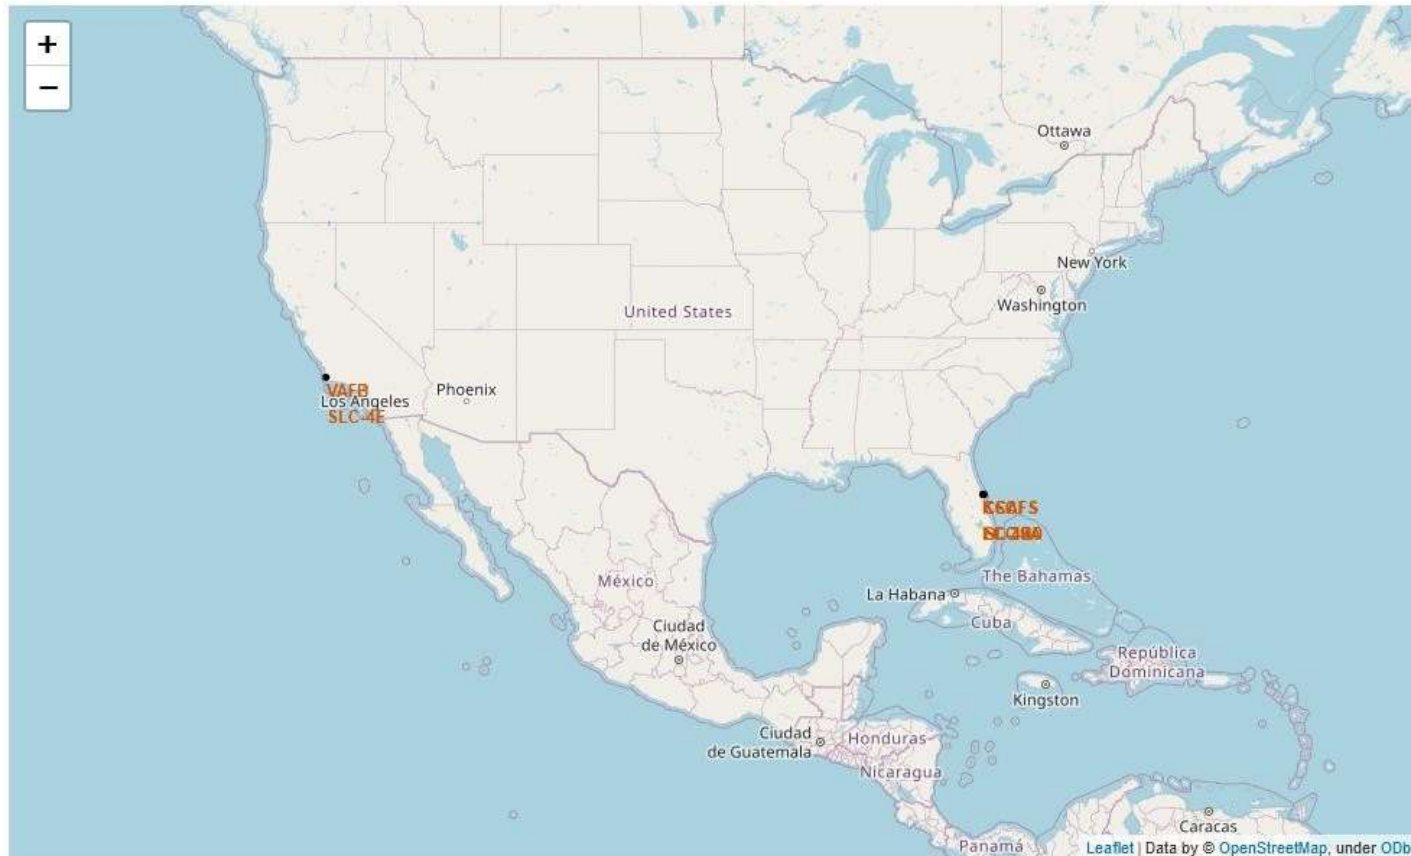 +
−
Ottawa
New York
Washington
United States
Phoenix
VAFB
Los Angeles
SLC-4E
The Bahamas
La Habana
Cuba
México
Ciudad
de México
República
Dominicana
Kingston
Ciudad
de Guatemala
Honduras
Nicaragua
Caracas
Panamá
Leaflet | Data by © OpenStreetMap, under ODb